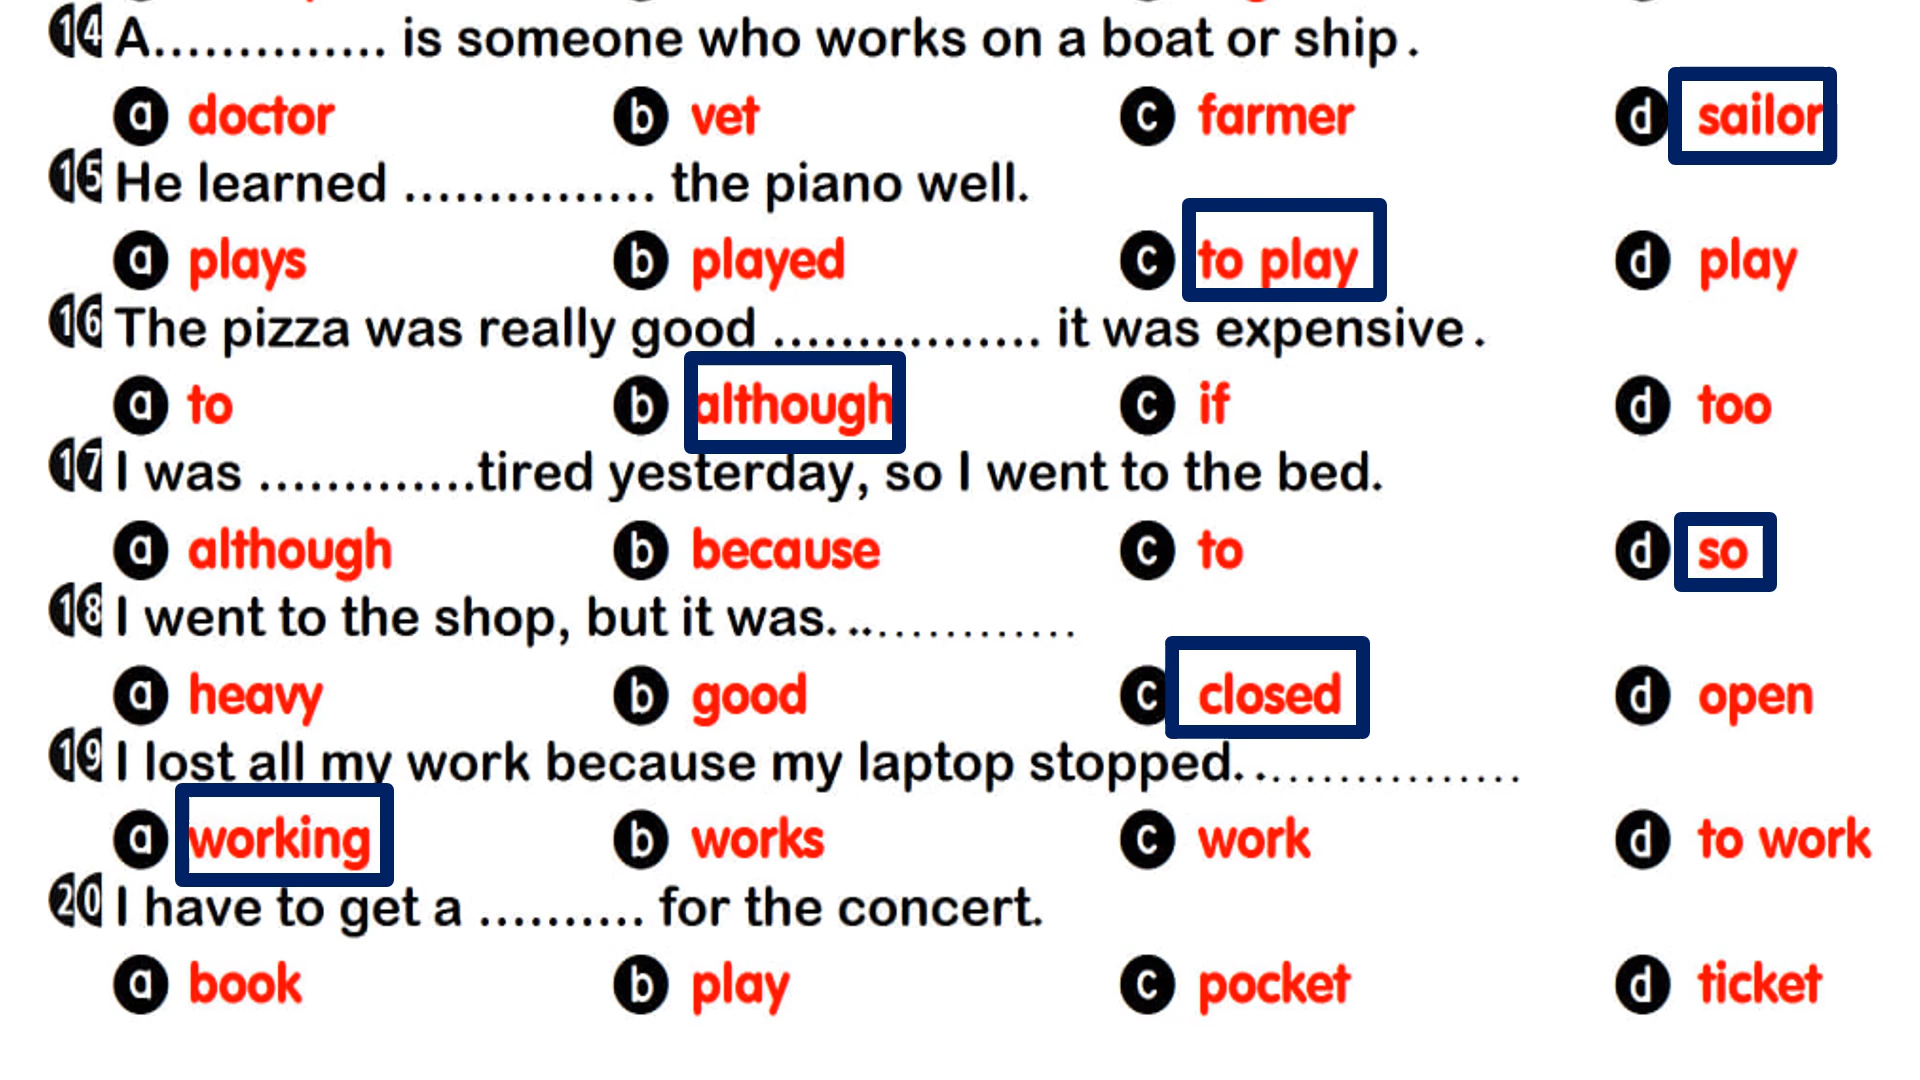 14 A.............. is someone who works on a boat or ship.
a doctor b vet c farmer d sailor
15 He learned ............... the piano well.
a plays b played c to play d play
16 The pizza was really good ................ it was expensive.
a to b although c if d too
17 I was .............tired yesterday, so I went to the bed.
a although b because c to d so
18 I went to the shop, but it was. ..............
a heavy b good c closed d open
19 I lost all my work because my laptop stopped. .................
a working b works c work d to work
20 I have to get a .......... for the concert.
a book b play c pocket d ticket